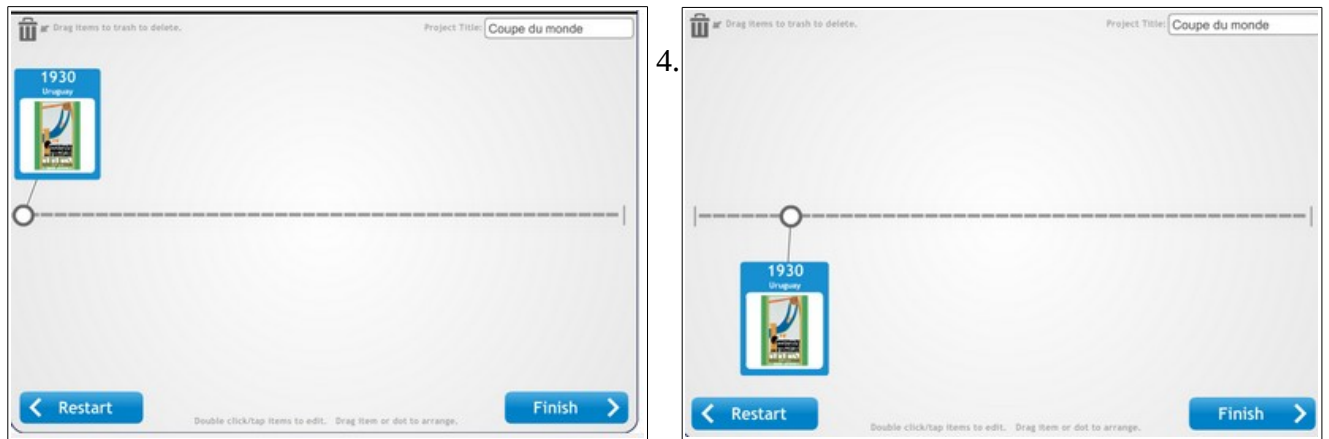 Drag items to trash to delete.
Project Title: Coupe du monde
1930
Uruguay
Restart
Double click/tap items to edit. Drag item or dot to arrange.
Finish
4.
Drag items to trash to delete.
Project Title: Coupe du monde
1930
Uruguay
Restart
Double click/tap items to edit. Drag item or dot to arrange.
Finish